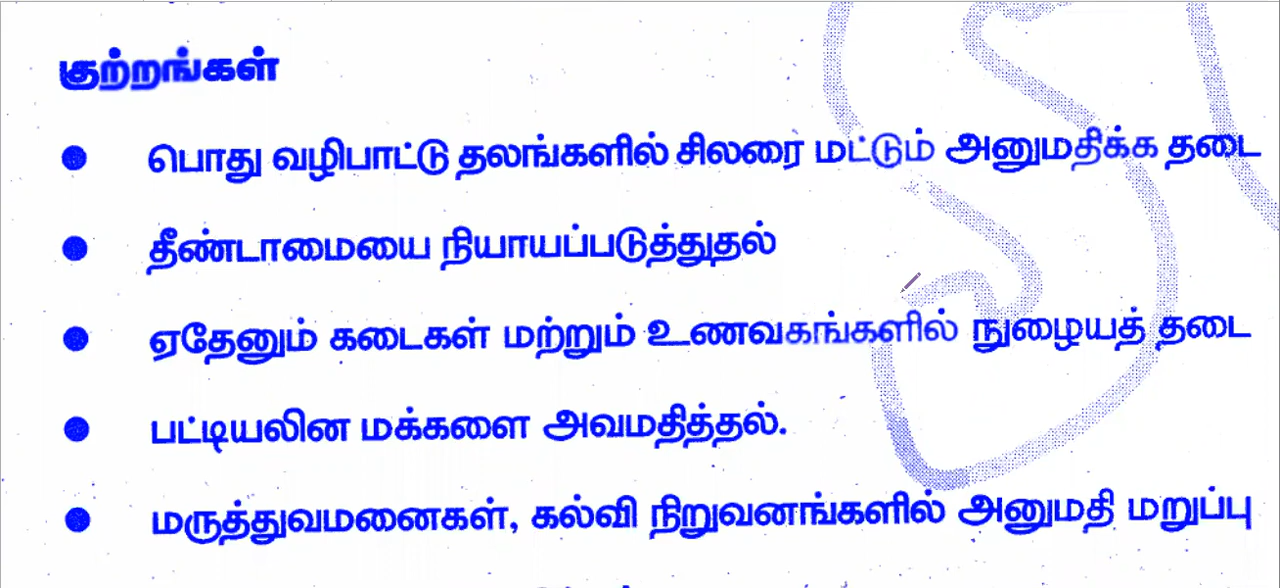 குற்றங்கள்
● பொது வழிபாட்டு தலங்களில் சிலரை மட்டும் அனுமதிக்க தடை
● தீண்டாமையை நியாயப்படுத்துதல்
● ஏதேனும் கடைகள் மற்றும் உணவகங்களில் நுழையத் தடை
● பட்டியலின மக்களை அவமதித்தல்.
● மருத்துவமனைகள், கல்வி நிறுவனங்களில் அனுமதி மறுப்பு